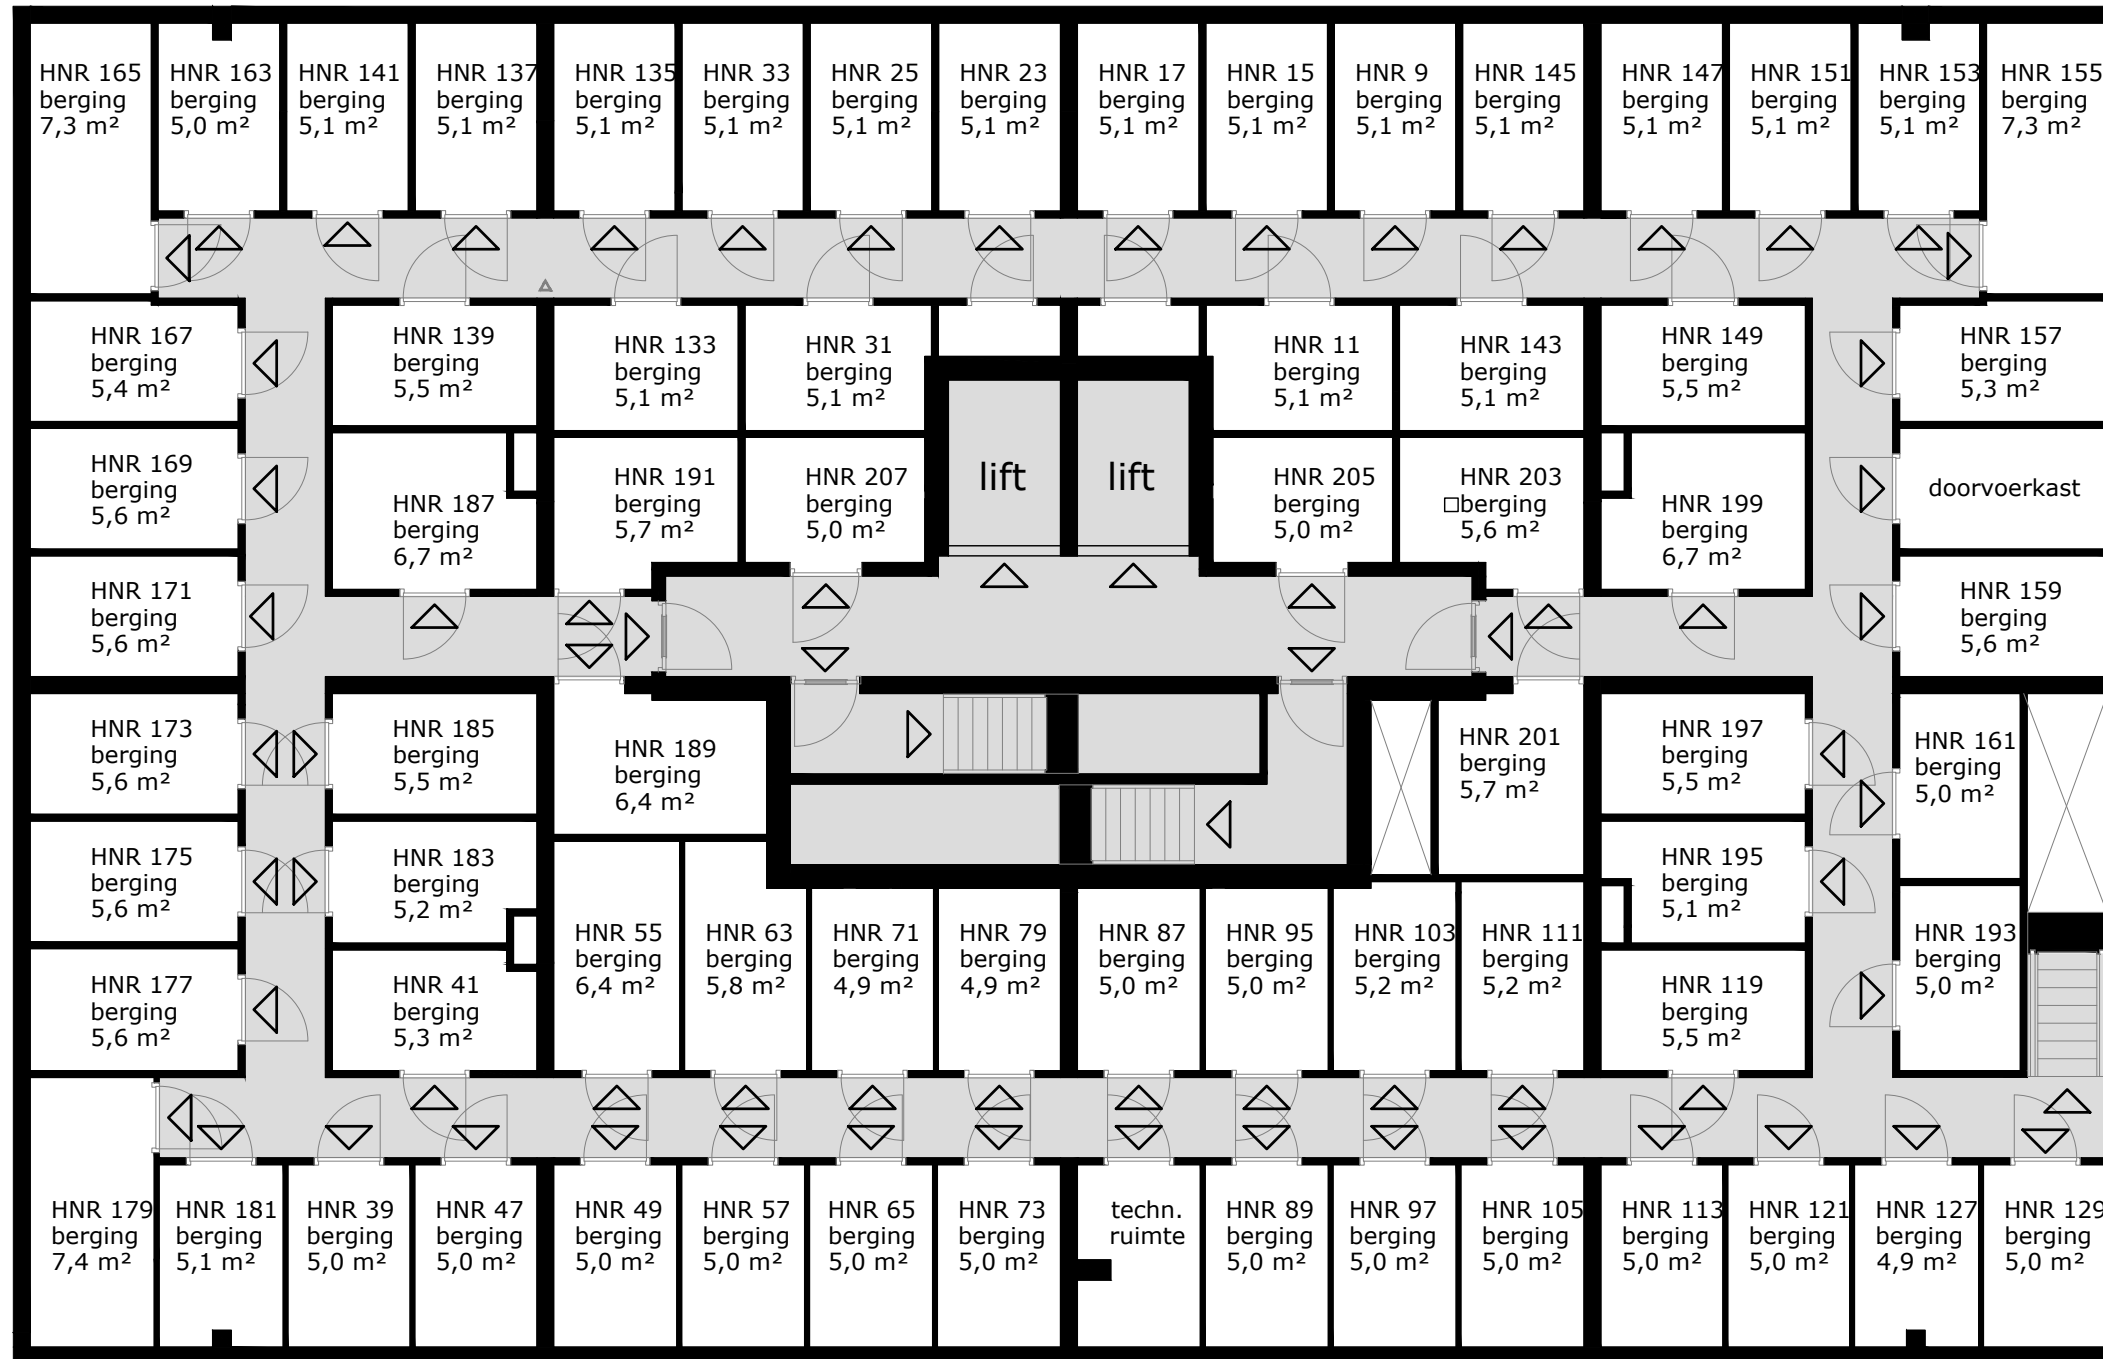 HNR 165
berging
7,3 m²
HNR 163
berging
5,0 m²
HNR 141
berging
5,1 m²
HNR 137
berging
5,1 m²
HNR 135
berging
5,1 m²
HNR 33
berging
5,1 m²
HNR 25
berging
5,1 m²
HNR 23
berging
5,1 m²
HNR 17
berging
5,1 m²
HNR 15
berging
5,1 m²
HNR 9
berging
5,1 m²
HNR 145
berging
5,1 m²
HNR 147
berging
5,1 m²
HNR 151
berging
5,1 m²
HNR 153
berging
5,1 m²
HNR 155
berging
7,3 m²
HNR 167
berging
5,4 m²
HNR 139
berging
5,5 m²
HNR 133
berging
5,1 m²
HNR 31
berging
5,1 m²
HNR 11
berging
5,1 m²
HNR 143
berging
5,1 m²
HNR 149
berging
5,5 m²
HNR 157
berging
5,3 m²
HNR 169
berging
5,6 m²
HNR 187
berging
6,7 m²
HNR 191
berging
5,7 m²
HNR 207
berging
5,0 m²
lift
lift
HNR 205
berging
5,0 m²
HNR 203
berging
5,6 m²
HNR 199
berging
6,7 m²
doorvoerkast
HNR 171
berging
5,6 m²
HNR 159
berging
5,6 m²
HNR 173
berging
5,6 m²
HNR 185
berging
5,5 m²
HNR 189
berging
6,4 m²
HNR 201
berging
5,7 m²
HNR 197
berging
5,5 m²
HNR 161
berging
5,0 m²
HNR 175
berging
5,6 m²
HNR 183
berging
5,2 m²
HNR 195
berging
5,1 m²
HNR 177
berging
5,6 m²
HNR 41
berging
5,3 m²
HNR 55
berging
6,4 m²
HNR 63
berging
5,8 m²
HNR 71
berging
4,9 m²
HNR 79
berging
4,9 m²
HNR 87
berging
5,0 m²
HNR 95
berging
5,0 m²
HNR 103
berging
5,2 m²
HNR 111
berging
5,2 m²
HNR 119
berging
5,5 m²
HNR 193
berging
5,0 m²
HNR 179
berging
7,4 m²
HNR 181
berging
5,1 m²
HNR 39
berging
5,0 m²
HNR 47
berging
5,0 m²
HNR 49
berging
5,0 m²
HNR 57
berging
5,0 m²
HNR 65
berging
5,0 m²
HNR 73
berging
5,0 m²
techn.
ruimte
HNR 89
berging
5,0 m²
HNR 97
berging
5,0 m²
HNR 105
berging
5,0 m²
HNR 113
berging
5,0 m²
HNR 121
berging
5,0 m²
HNR 127
berging
4,9 m²
HNR 129
berging
5,0 m²